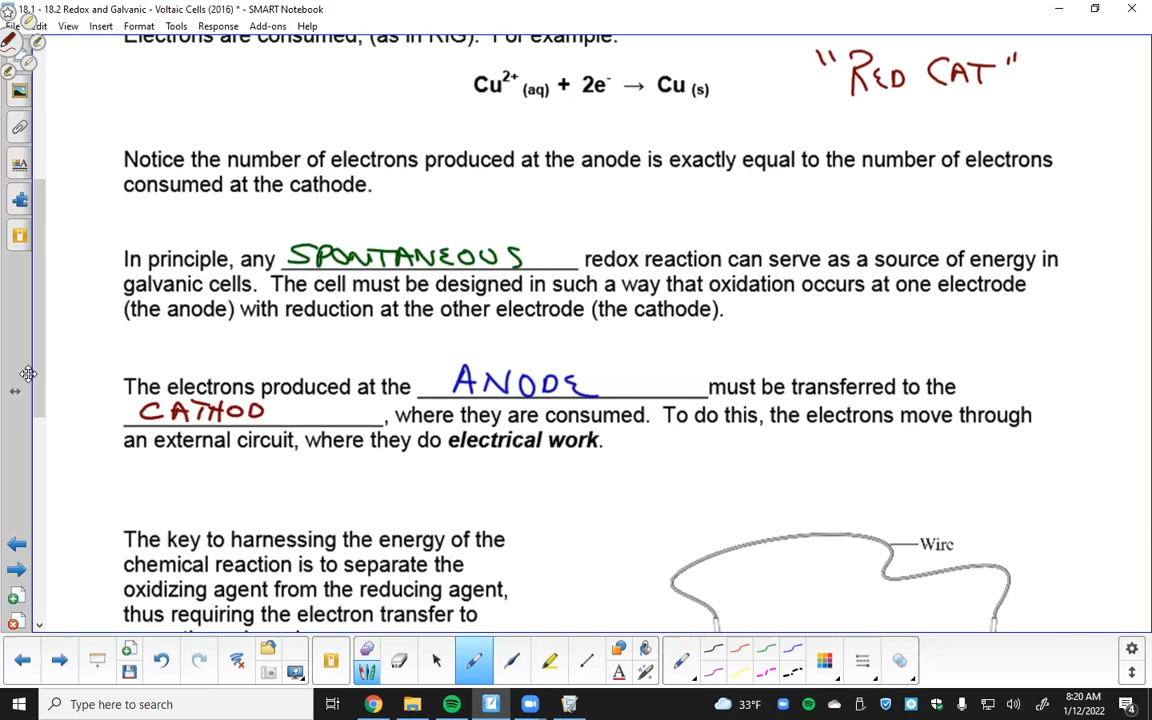 18.1 - 18.2 Redox and Galvanic - Voltaic Cells (2016) * - SMART Notebook
File Edit View Insert Format Tools Response Add-ons Help
Electrons are consumed, (as in RIG). For example:
Cu2+ (aq) + 2e- → Cu (s)
"RED CAT"
Notice the number of electrons produced at the anode is exactly equal to the number of electrons
consumed at the cathode.
In principle, any SPONTANEOUS redox reaction can serve as a source of energy in
galvanic cells. The cell must be designed in such a way that oxidation occurs at one electrode
(the anode) with reduction at the other electrode (the cathode).
The electrons produced at the ANODE must be transferred to the
CATHOD, where they are consumed. To do this, the electrons move through
an external circuit, where they do electrical work.
The key to harnessing the energy of the
chemical reaction is to separate the
oxidizing agent from the reducing agent,
thus requiring the electron transfer to
Wire
Type here to search
33°F
8:20 AM
1/12/2022
4